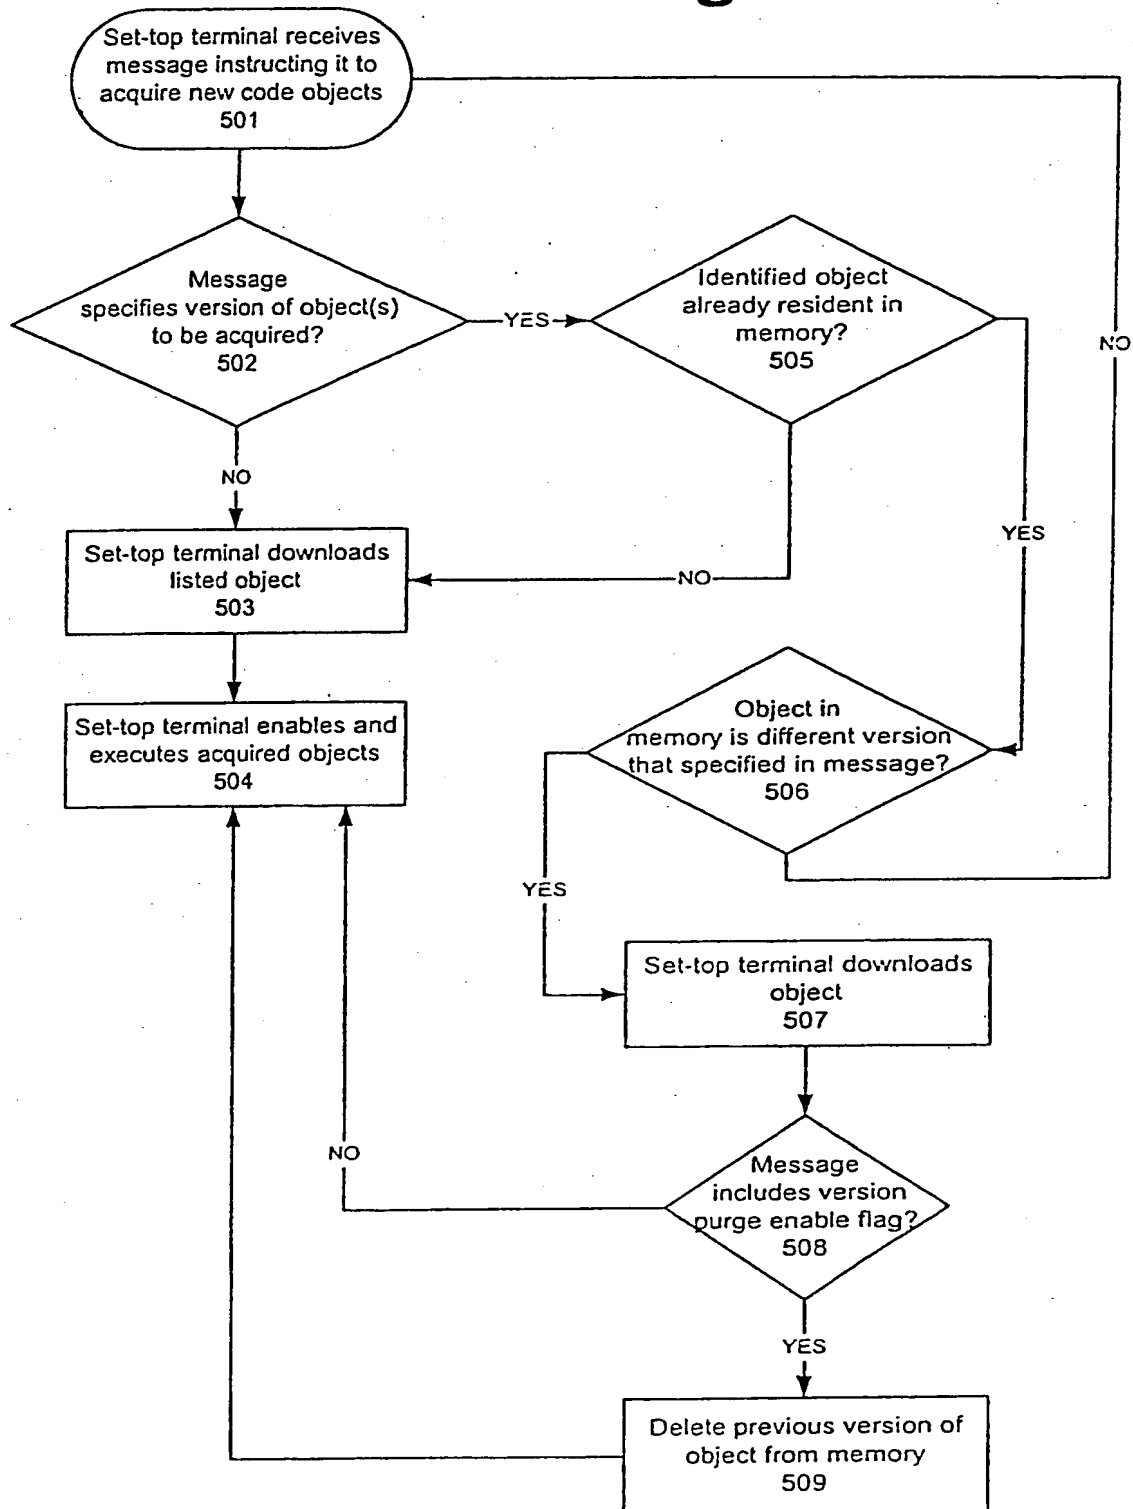 Set-top terminal receives
message instructing it to
acquire new code objects
501
Message
specifies version of object(s)
to be acquired?
502
YES
Identified object
already resident in
memory?
505
NO
NO
YES
Set-top terminal downloads
listed object
503
NO
Set-top terminal enables and
executes acquired objects
504
Object in
memory is different version
that specified in message?
506
YES
Set-top terminal downloads
object
507
NO
Message
includes version
purge enable flag?
508
YES
Delete previous version of
object from memory
509